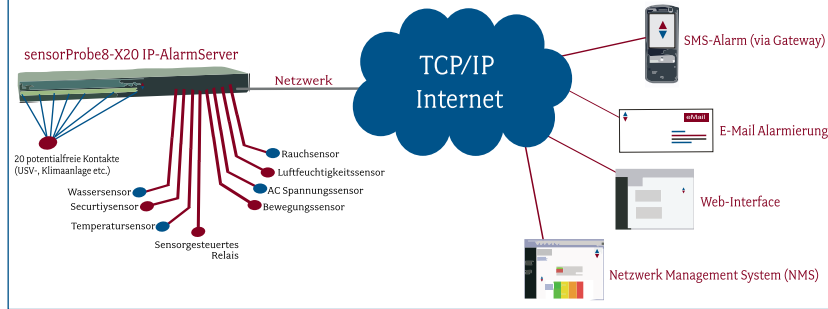 sensorProbe8-X20 IP-AlarmServer
Netzwerk
TCP/IP
Internet
SMS-Alarm (via Gateway)
eMail
E-Mail Alarmierung
Web-Interface
Netzwerk Management System (NMS)
20 potentialfreie Kontakte
(USV-, Klimaanlage etc.)
Wassersensor
Securtiysensor
Temperatursensor
Sensorgesteuertes
Relais
Rauchsensor
Luftfeuchtigkeitssensor
AC Spannungssensor
Bewegungssensor